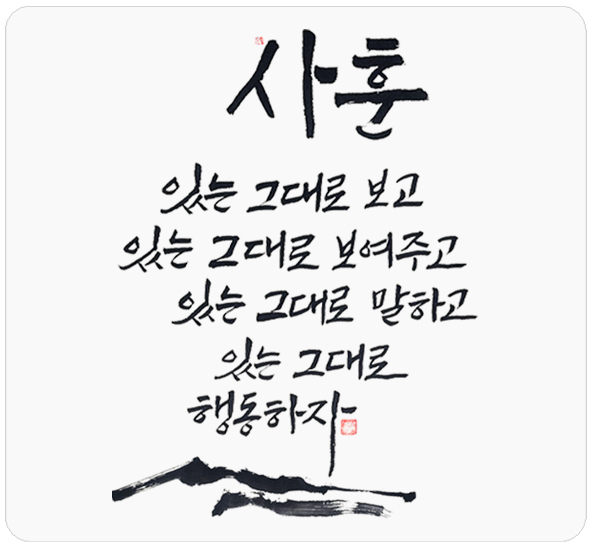 사훈
있는 그대로 보고
있는 그대로 보여주고
있는 그대로 말하고
있는 그대로
행동하자